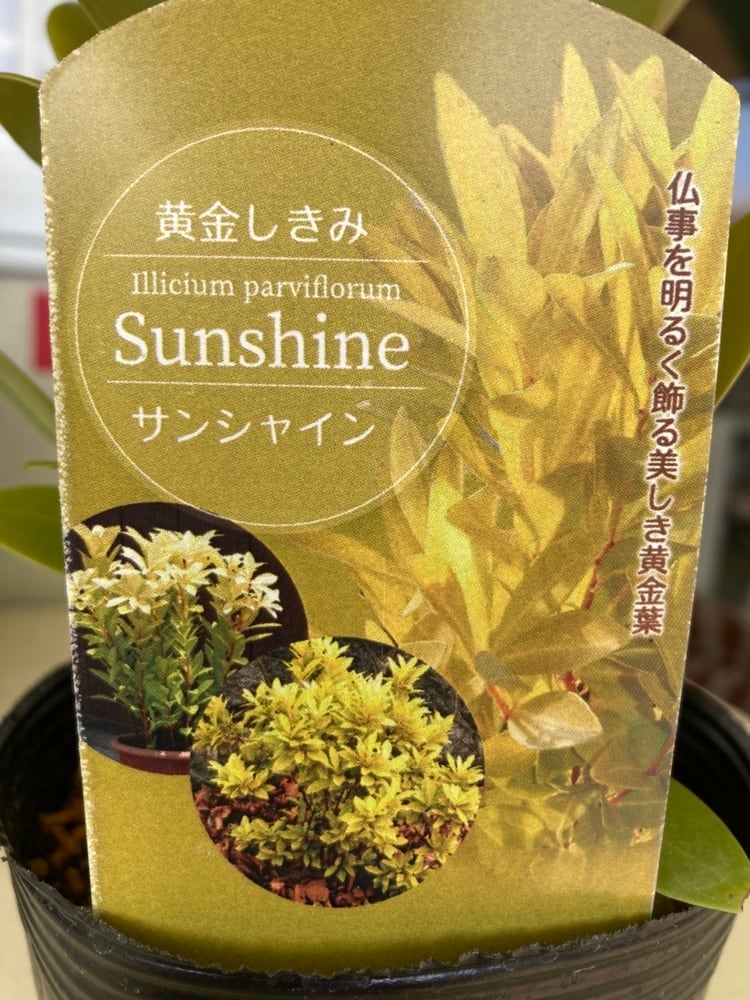 黄金しきみ
Illicium parviflorum
Sunshine
サンシャイン
仏事を明るく飾る美しき黄金葉